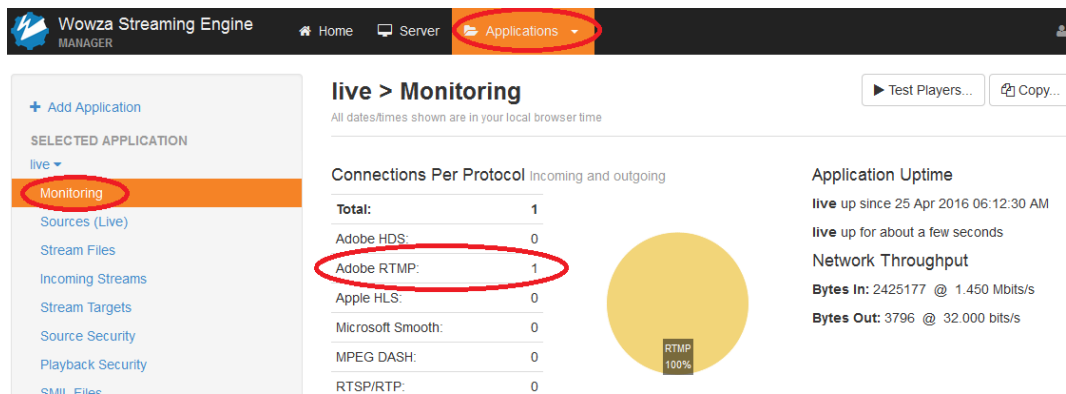 Wowza Streaming Engine
MANAGER
Home
Server
Applications
Add Application
SELECTED APPLICATION
live
Monitoring
Sources (Live)
Stream Files
Incoming Streams
Stream Targets
Source Security
Playback Security
SMIL Files
live > Monitoring
All dates/times shown are in your local browser time
Test Players...
Copy...
Connections Per Protocol Incoming and outgoing
Total: 1
Adobe HDS: 0
Adobe RTMP: 1
Apple HLS: 0
Microsoft Smooth: 0
MPEG DASH: 0
RTSP/RTP: 0
RTMP
100%
Application Uptime
live up since 25 Apr 2016 06:12:30 AM
live up for about a few seconds
Network Throughput
Bytes In: 2425177 @ 1.450 Mbits/s
Bytes Out: 3796 @ 32.000 bits/s